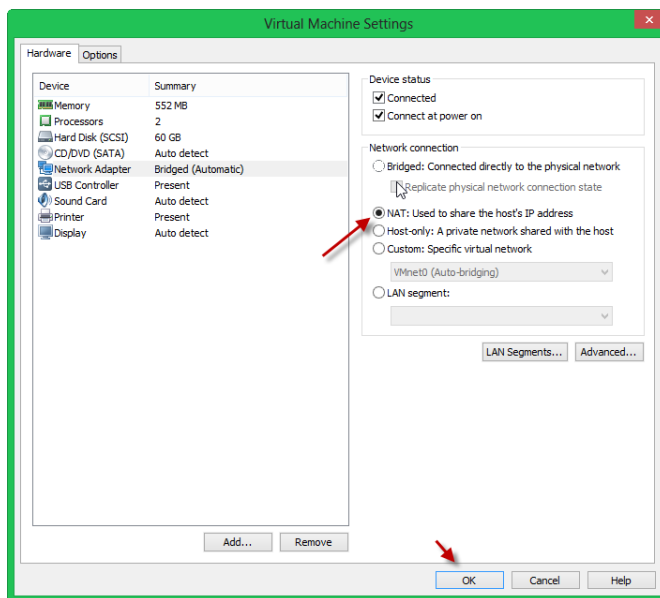 Virtual Machine Settings
Hardware
Options
Device Summary
Memory 552 MB
Processors 2
Hard Disk (SCSI) 60 GB
CD/DVD (SATA) Auto detect
Network Adapter Bridged (Automatic)
USB Controller Present
Sound Card Auto detect
Printer Present
Display Auto detect
Add...
Remove
Device status
Connected
Connect at power on
Network connection
Bridged: Connected directly to the physical network
Replicate physical network connection state
NAT: Used to share the host's IP address
Host-only: A private network shared with the host
Custom: Specific virtual network
VMnet0 (Auto-bridging)
LAN segment:
LAN Segments...
Advanced...
OK
Cancel
Help